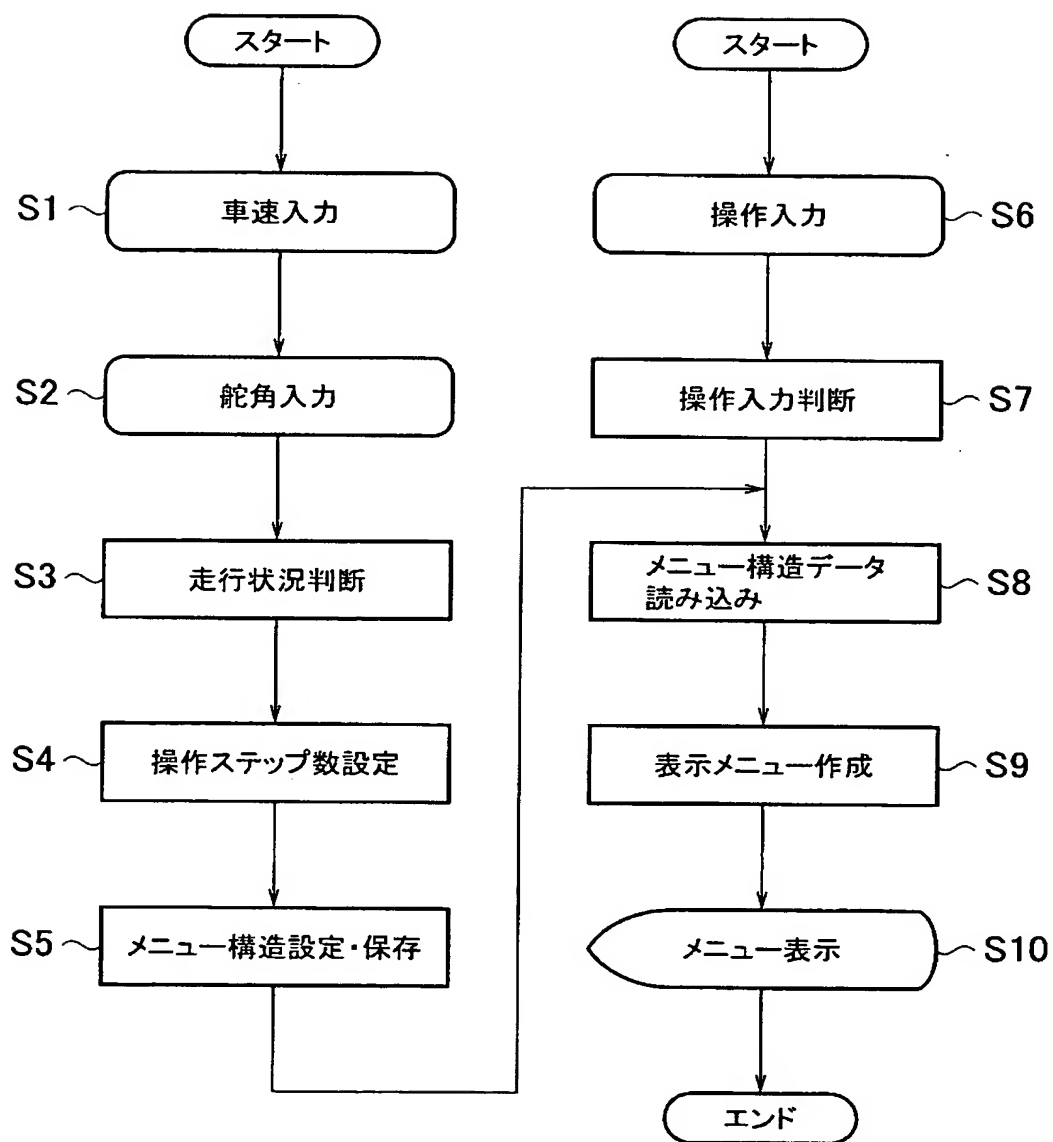 スタート
S1
車速入力
S2
舵角入力
S3
走行状況判断
S4
操作ステップ数設定
S5
メニュー構造設定・保存
スタート
操作入力
S6
操作入力判断
S7
メニュー構造データ
読み込み
S8
表示メニュー作成
S9
メニュー表示
S10
エンド